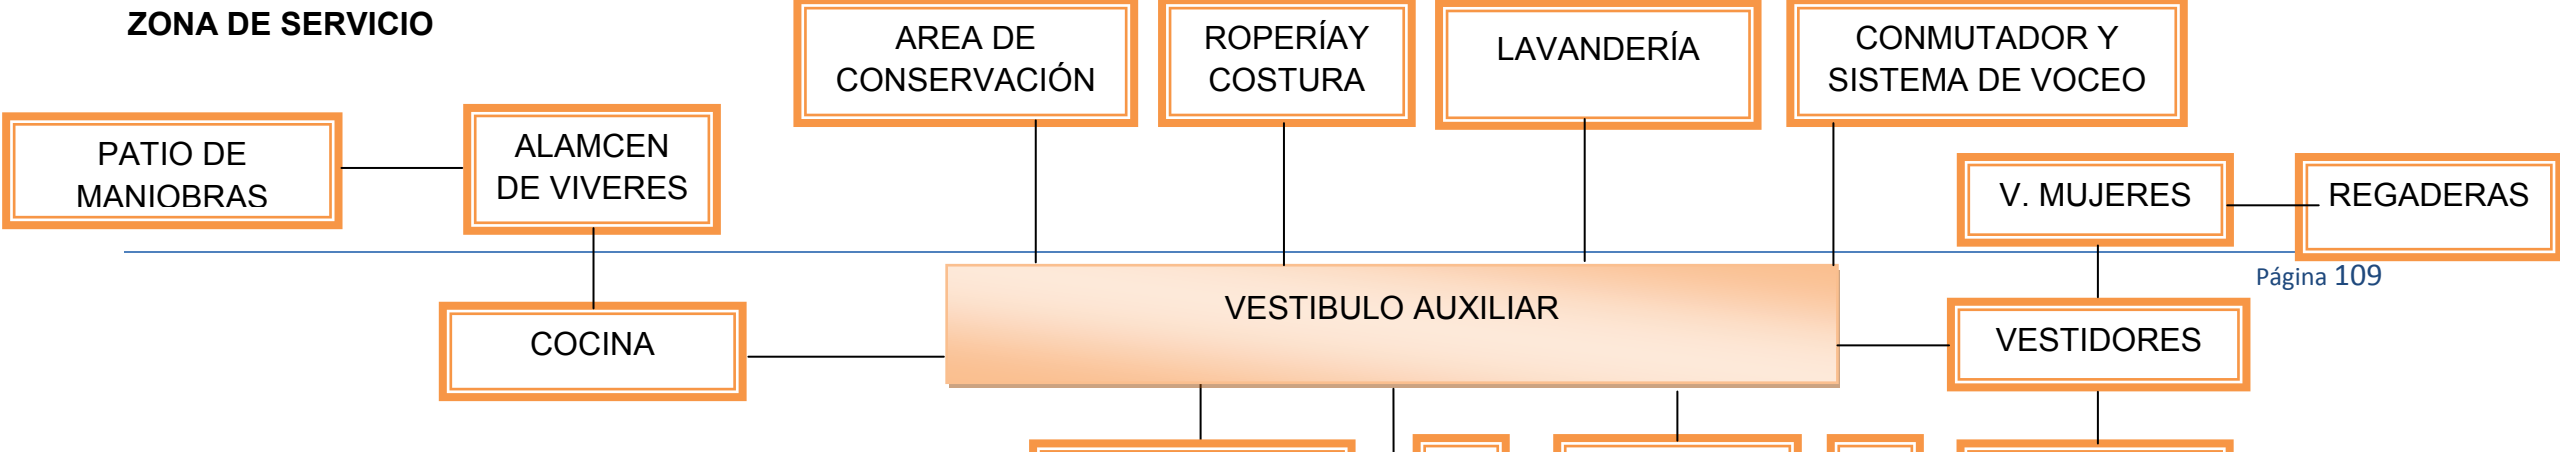 ZONA DE SERVICIO
AREA DE
CONSERVACIÓN
ROPERÍAY
COSTURA
LAVANDERÍA
CONMUTADOR Y
SISTEMA DE VOCEO
PATIO DE
MANIOBRAS
ALAMCEN
DE VIVERES
V. MUJERES
REGADERAS
Página 109
VESTIBULO AUXILIAR
COCINA
VESTIDORES